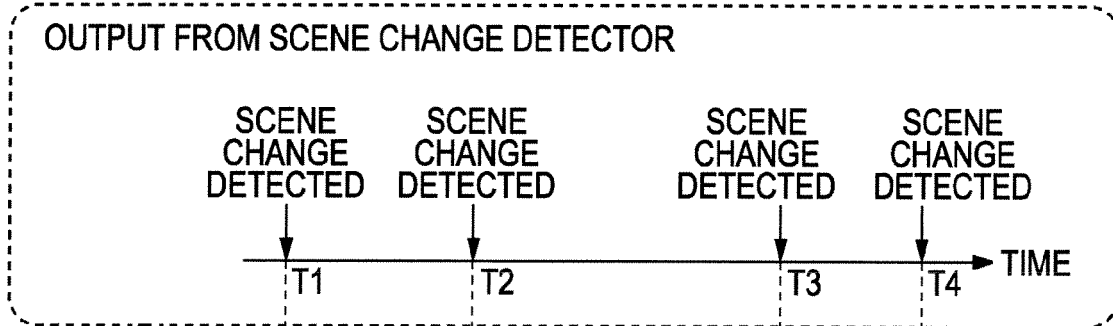 OUTPUT FROM SCENE CHANGE DETECTOR
SCENE CHANGE DETECTED
SCENE CHANGE DETECTED
SCENE CHANGE DETECTED
SCENE CHANGE DETECTED
T1
T2
T3
T4
TIME